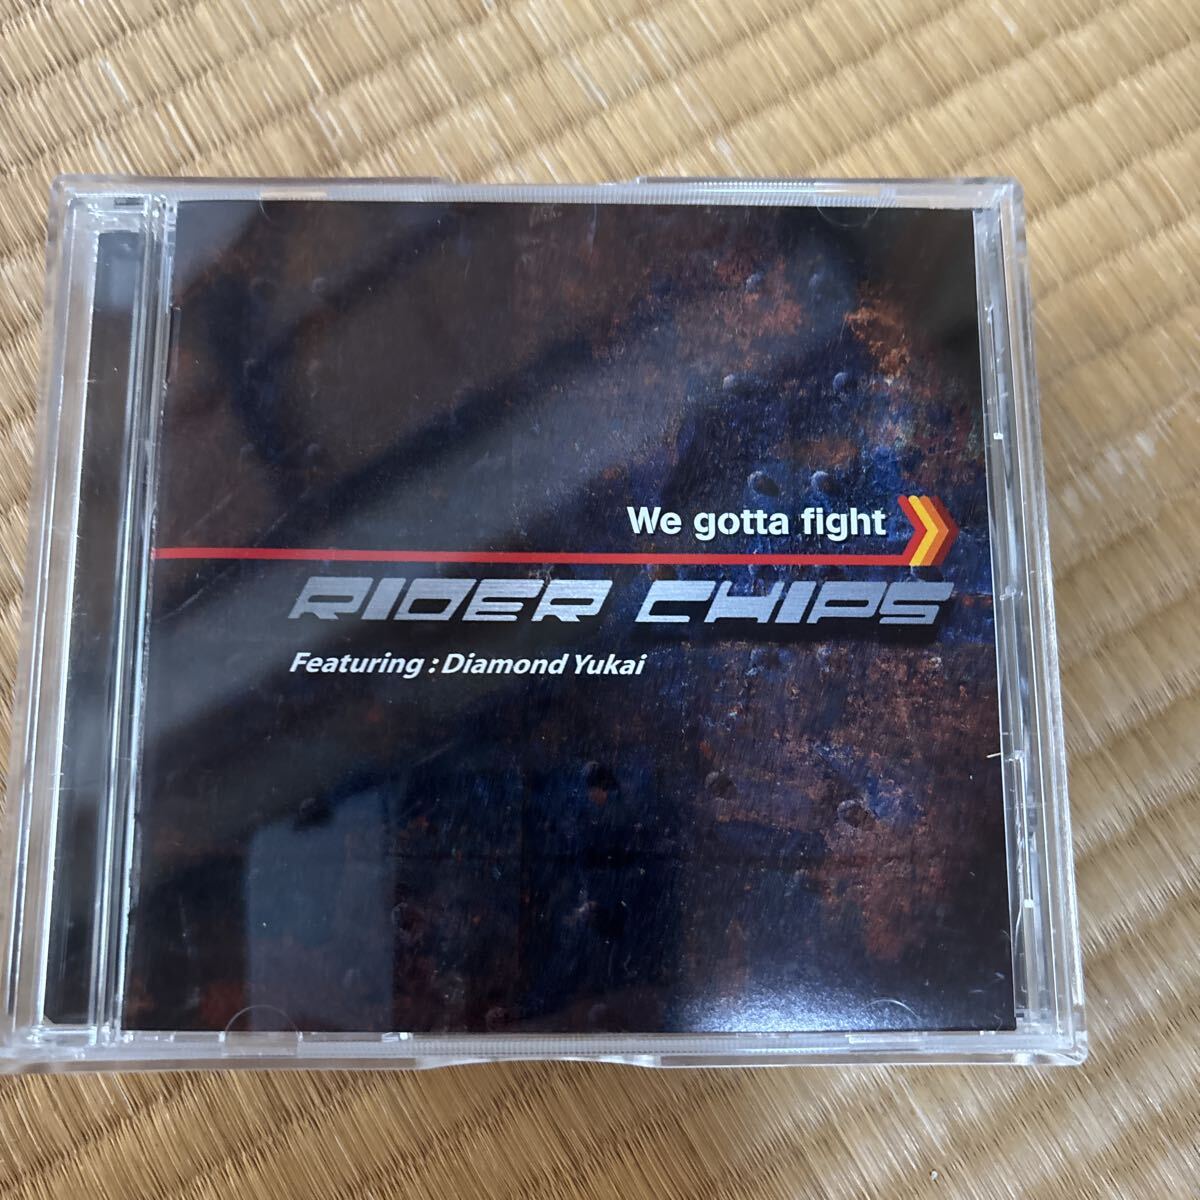 We gotta fight
RIDER CHIPS
Featuring : Diamond Yukai